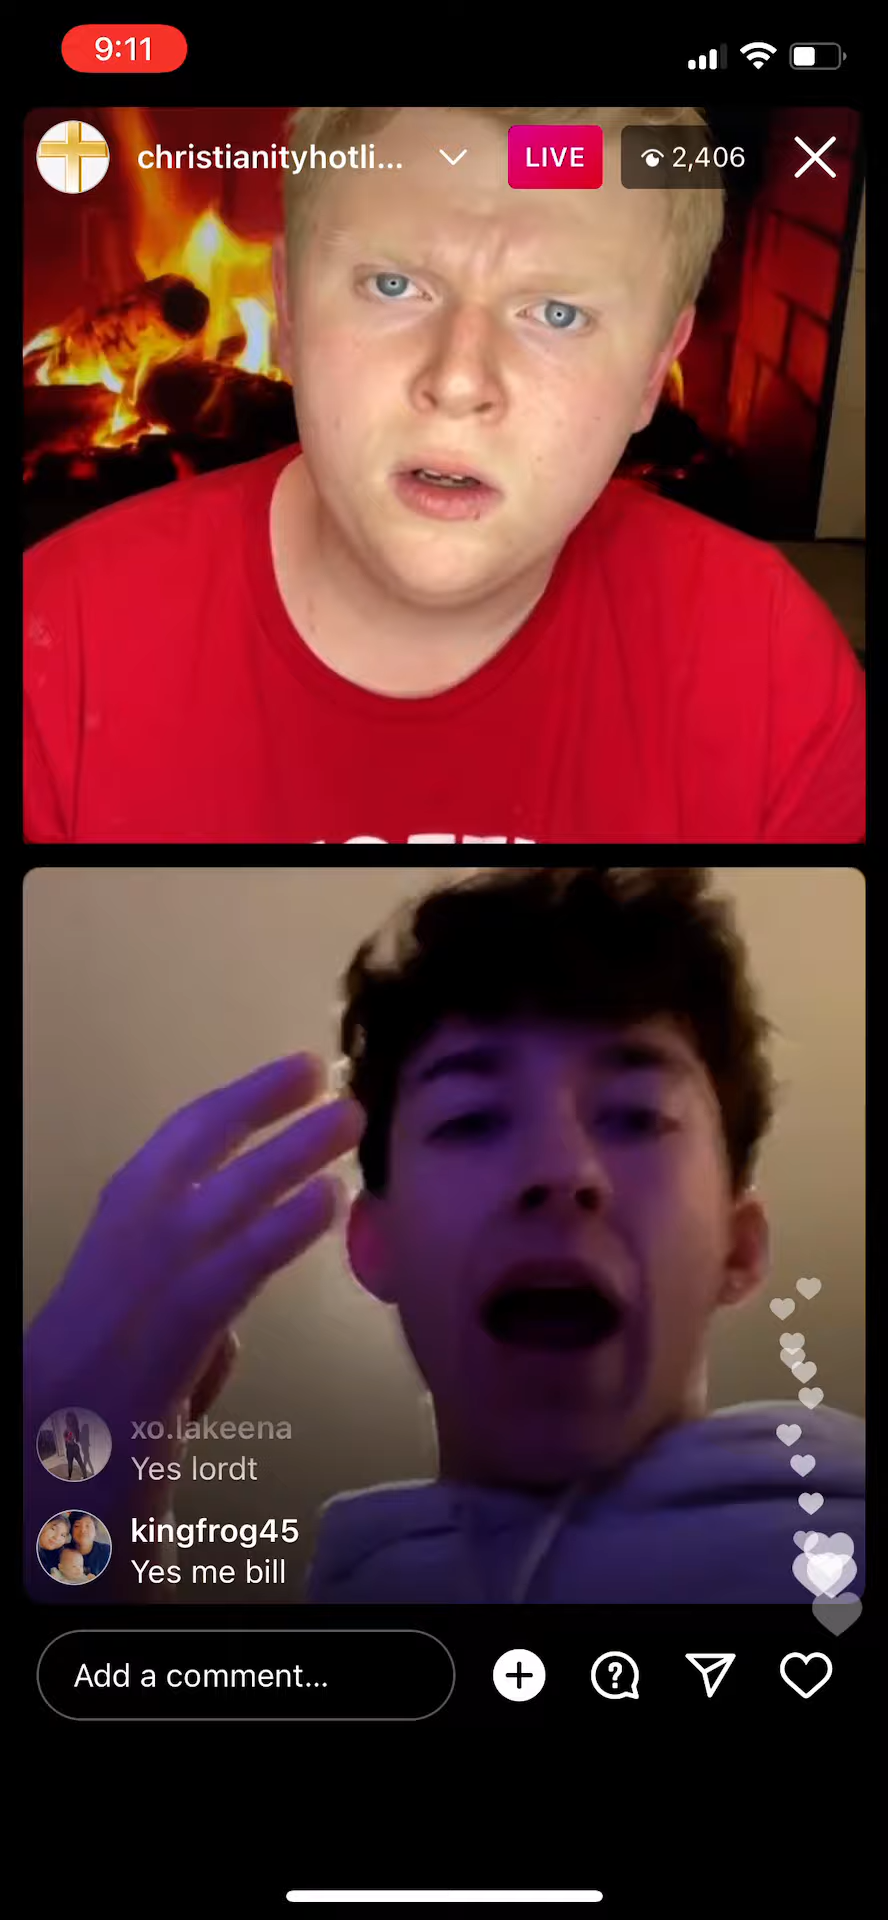 9:11
christianityhotli...
LIVE
2,406
xo.lakeena
Yes lordt
kingfrog45
Yes me bill
Add a comment...